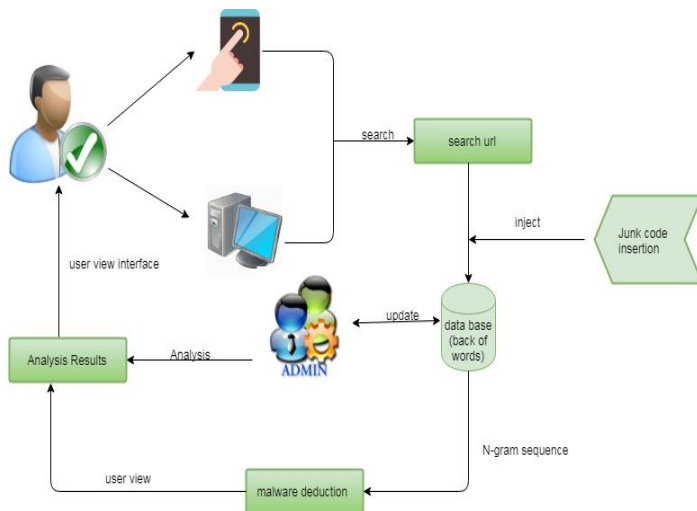 search
search url
inject
Junk code
insertion
user view interface
update
data base
(back of
words)
Analysis Results
Analysis
ADMIN
N-gram sequence
user view
malware deduction